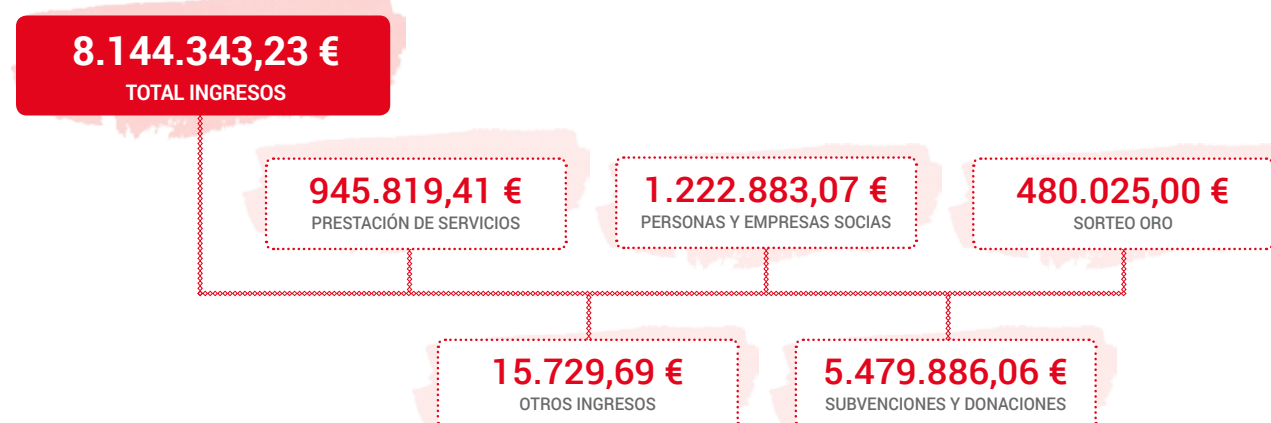 8.144.343,23 €
TOTAL INGRESOS
945.819,41 €
PRESTACIÓN DE SERVICIOS
1.222.883,07 €
PERSONAS Y EMPRESAS SOCIAS
480.025,00 €
SORTEO ORO
15.729,69 €
OTROS INGRESOS
5.479.886,06 €
SUBVENCIONES Y DONACIONES